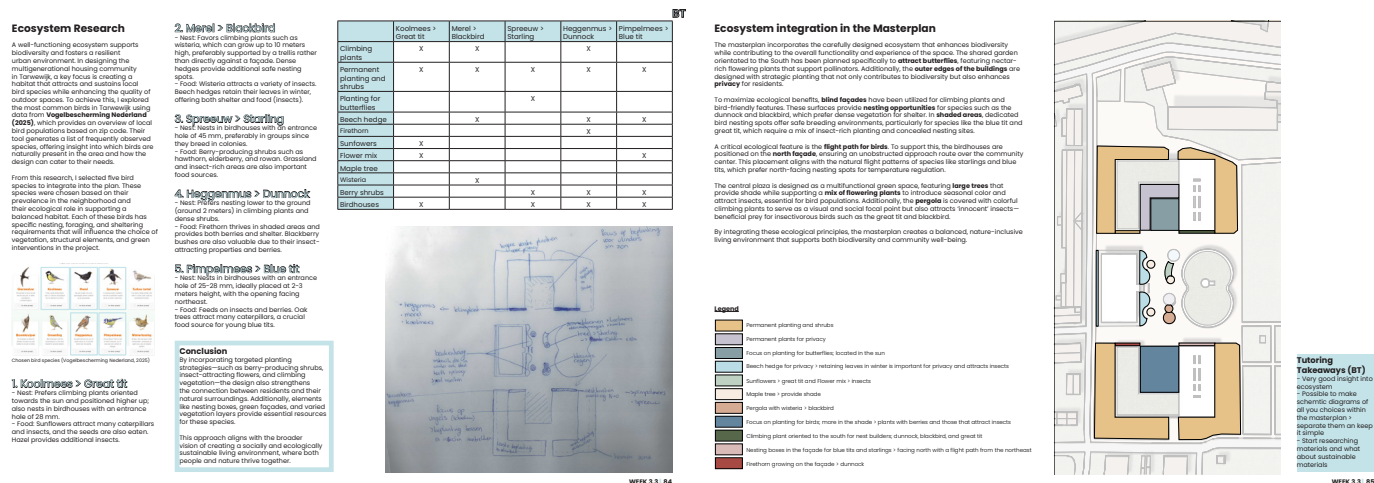 BT
Ecosystem Research
A well-functioning ecosystem supports
biodiversity and fosters a resilient
urban environment. In designing the
multigenerational housing community
in Tarwewijk, a key focus is creating a
habitat that attracts and sustains local
bird species while enhancing the quality of
outdoor spaces. To achieve this, I explored
the most common birds in Tarwewijk using
data from Vogelbescherming Nederland
(2025), which provides an overview of local
bird populations based on zip code. Their
tool generates a list of frequently observed
species, offering insight into which birds are
naturally present in the area and how the
design can cater to their needs.
From this research, I selected five bird
species to integrate into the plan. These
species were chosen based on their
prevalence in the neighborhood and
their ecological role in supporting a
balanced habitat. Each of these birds has
specific nesting, foraging, and sheltering
requirements that will influence the choice of
vegetation, structural elements, and green
interventions in the project.
Chosen bird species (Vogelbescherming Nederland, 2025)
1. Koolmees > Great tit
- Nest: Prefers climbing plants oriented
towards the sun and positioned higher up;
also nests in birdhouses with an entrance
hole of 28 mm.
- Food: Sunflowers attract many caterpillars
and insects, and the seeds are also eaten.
Hazel provides additional insects.
2. Merel > Blackbird
- Nest: Favors climbing plants such as
wisteria, which can grow up to 10 meters
high, preferably supported by a trellis rather
than directly against a façade. Dense
hedges provide additional safe nesting
spots.
- Food: Wisteria attracts a variety of insects.
Beech hedges retain their leaves in winter,
offering both shelter and food (insects).
3. Spreeuw > Starling
- Nest: Nests in birdhouses with an entrance
hole of 45 mm, preferably in groups since
they breed in colonies.
- Food: Berry-producing shrubs such as
hawthorn, elderberry, and rowan. Grassland
and insect-rich areas are also important
food sources.
4. Heggenmus > Dunnock
- Nest: Prefers nesting lower to the ground
(around 2 meters) in climbing plants and
dense shrubs.
- Food: Firethorn thrives in shaded areas and
provides both berries and shelter. Blackberry
bushes are also valuable due to their insect-
attracting properties and berries.
5. Pimpelmees > Blue tit
- Nest: Nests in birdhouses with an entrance
of 25-28 mm, ideally placed at 2-3
meters height, with the opening facing
northeast.
- Food: Feeds on insects and berries. Oak
trees attract many caterpillars, a crucial
food source for young blue tits.
Conclusion
By incorporating targeted planting
strategies—such as berry-producing shrubs,
insect-attracting flowers, and climbing
vegetation—the design also strengthens
the connection between residents and their
natural surroundings. Additionally, elements
like nesting boxes, green façades, and varied
vegetation layers provide essential resources
for these species.
This approach aligns with the broader
vision of creating a socially and ecologically
sustainable living environment, where both
people and nature thrive together.
Koolmees > Great tit Merel > Blackbird Spreeuw > Starling Heggenmus > Dunnock Pimpelmees > Blue tit
Climbing plants X X X
Permanent planting and shrubs X X X X X
Planting for butterflies X
Beech hedge X X X
Firethorn X
Sunflowers X
Flower mix X X
Maple tree
Wisteria X
Berry shrubs X X X
Birdhouses X X X X
WEEK 3.3 | 84
Ecosystem integration in the Masterplan
The masterplan incorporates the carefully designed ecosystem that enhances biodiversity
while contributing to the overall functionality and experience of the space. The shared garden
orientated to the South has been planned specifically to attract butterflies, featuring nectar-
rich flowering plants that support pollinators. Additionally, the outer edges of the buildings are
designed with strategic planting that not only contributes to biodiversity but also enhances
privacy for residents.
To maximize ecological benefits, blind façades have been utilized for climbing plants and
bird-friendly features. These surfaces provide nesting opportunities for species such as the
dunnock and blackbird, which prefer dense vegetation for shelter. In shaded areas, dedicated
bird nesting spots offer safe breeding environments, particularly for species like the blue tit and
great tit, which require a mix of insect-rich planting and concealed nesting sites.
A critical ecological feature is the flight path for birds. To support this, the birdhouses are
positioned on the north façade, ensuring an unobstructed approach route over the community
center. This placement aligns with the natural flight patterns of species like starlings and blue
tits, which prefer north-facing nesting spots for temperature regulation.
The central plaza is designed as a multifunctional green space, featuring large trees that
provide shade while supporting a mix of flowering plants to introduce seasonal color and
attract insects, essential for bird populations. Additionally, the pergola is covered with colorful
climbing plants to serve as a visual and social focal point but also attracts 'innocent' insects—
beneficial prey for insectivorous birds such as the great tit and blackbird.
By integrating these ecological principles, the masterplan creates a balanced, nature-inclusive
living environment that supports both biodiversity and community well-being.
Legend
Permanent planting and shrubs
Permanent plants for privacy
Focus on planting for butterflies; located in the sun
Beech hedge for privacy > retaining leaves in winter is important for privacy and attracts insects
Sunflowers > great tit and Flower mix > insects
Maple tree > provide shade
Pergola with wisteria > blackbird
Focus on planting for birds; more in the shade > plants with berries and those that attract insects
Climbing plant oriented to the south for nest builders; dunnock, blackbird, and great tit
Nesting boxes in the façade for blue tits and starlings > facing north with a flight path from the northeast
Firethorn growing on the façade > dunnock
Tutoring
Takeaways (BT)
- Very good insight into
ecosystem
- Possible to make
schemtic diagrams of
all you choices within
the masterplan >
separate them an keep
it simple
- Start researching
materials and what
about sustainable
materials
WEEK 3.3 | 85